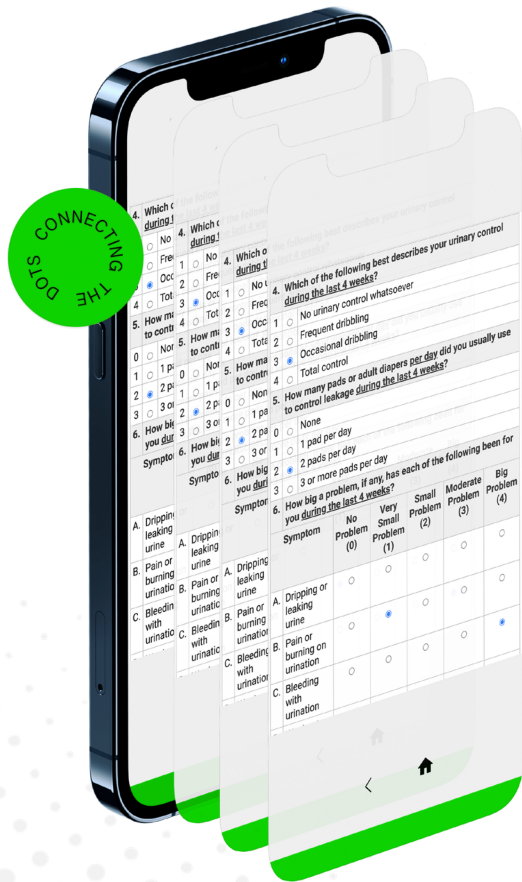 CONNECTING
THE
DOTS
4. Which of the following best describes your urinary control
during the last 4 weeks?
1 No urinary control whatsoever
2 Frequent dribbling
3 Occasional dribbling
4 Total control
5. How many pads or adult diapers per day did you usually use
to control leakage during the last 4 weeks?
0 None
1 1 pad per day
2 2 pads per day
3 3 or more pads per day
6. How big a problem, if any, has each of the following been for
you during the last 4 weeks?
Symptom
No Problem (0)
Very Small Problem (1)
Small Problem (2)
Moderate Problem (3)
Big Problem (4)
A. Dripping or
leaking
urine
B. Pain or
burning on
urination
C. Bleeding
with
urination